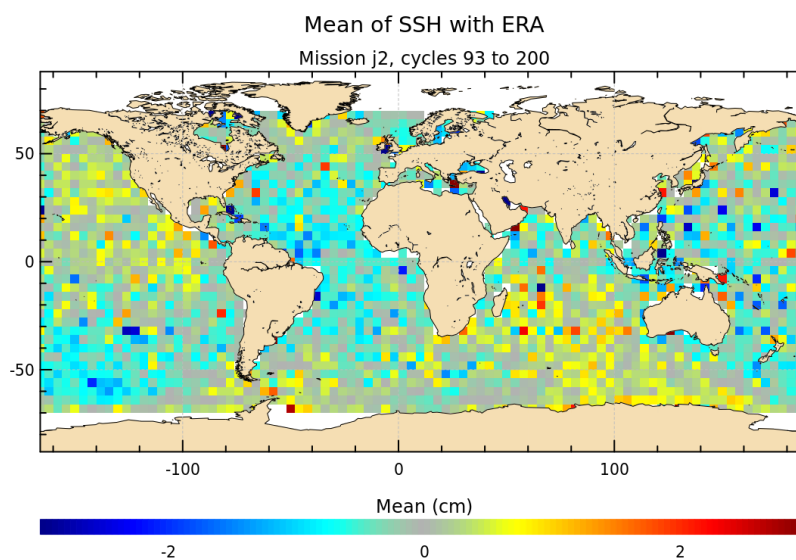 Mean of SSH with ERA
Mission j2, cycles 93 to 200
50
0
-50
-100 0 100
Mean (cm)
-2 0 2